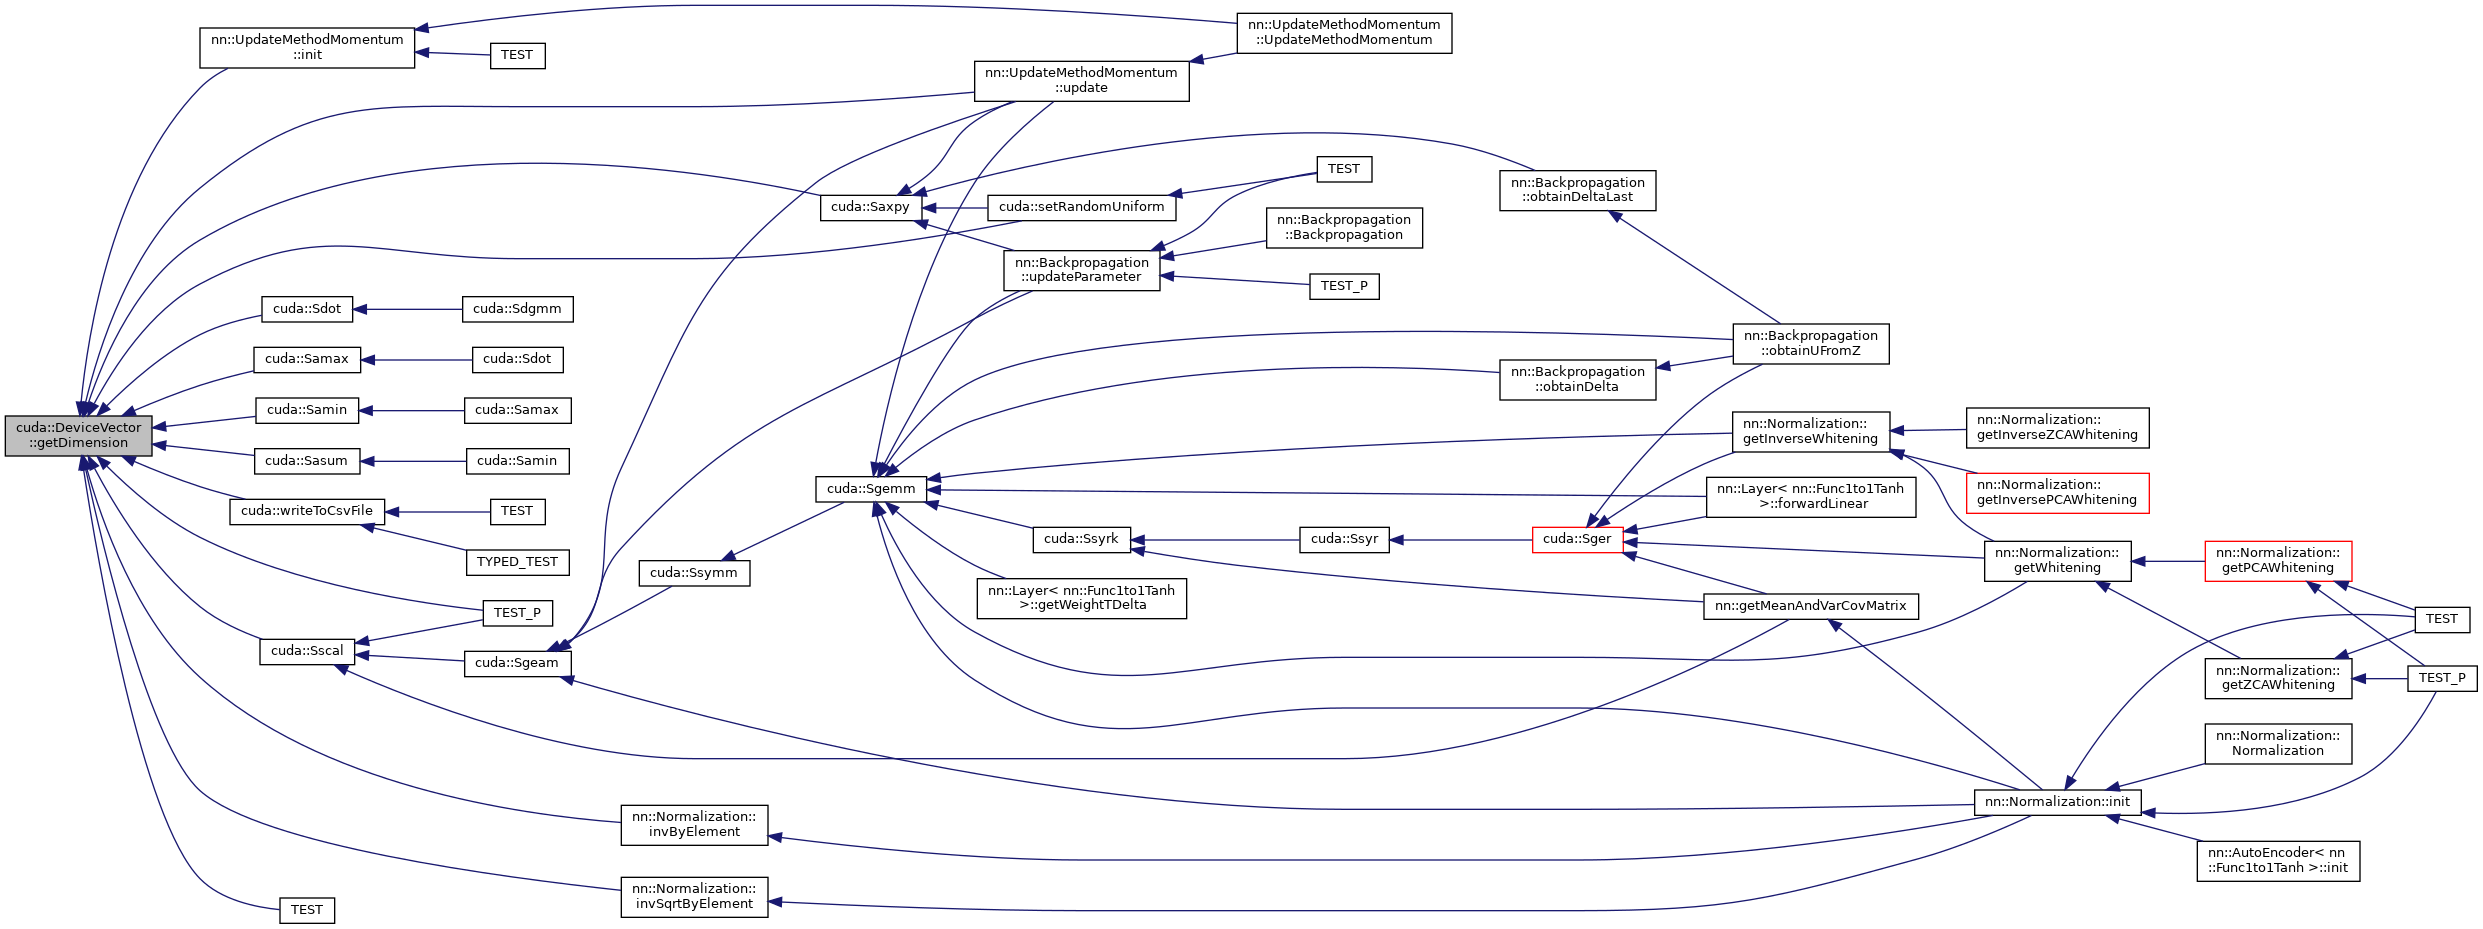 nn::UpdateMethodMomentum
::init
TEST
nn::UpdateMethodMomentum
::UpdateMethodMomentum
nn::UpdateMethodMomentum
::update
cuda::Saxpy
cuda::setRandomUniform
TEST
nn::Backpropagation
::obtainDeltaLast
nn::Backpropagation
::Backpropagation
nn::Backpropagation
::updateParameter
TEST_P
cuda::Sdot
cuda::Sdgmm
cuda::Samax
cuda::Sdot
cuda::Samin
cuda::Samax
cuda::DeviceVector
::getDimension
cuda::Sasum
cuda::Samin
cuda::writeToCsvFile
TEST
TYPED_TEST
TEST_P
cuda::Sscal
cuda::Sgeam
cuda::Ssymm
cuda::Sgemm
nn::Backpropagation
::obtainUFromZ
nn::Backpropagation
::obtainDelta
nn::Normalization::
getInverseWhitening
nn::Normalization::
getInverseZCAWhitening
nn::Normalization::
getInversePCAWhitening
nn::Layer< nn::Func1to1Tanh
>::forwardLinear
cuda::Ssyrk
cuda::Ssyr
cuda::Sger
nn::Layer< nn::Func1to1Tanh
>::getWeightTDelta
nn::getMeanAndVarCovMatrix
nn::Normalization::
getWhitening
nn::Normalization::
getPCAWhitening
TEST
nn::Normalization::
getZCAWhitening
TEST_P
nn::Normalization::
Normalization
nn::Normalization::init
nn::AutoEncoder< nn
::Func1to1Tanh >::init
nn::Normalization::
invByElement
nn::Normalization::
invSqrtByElement
TEST